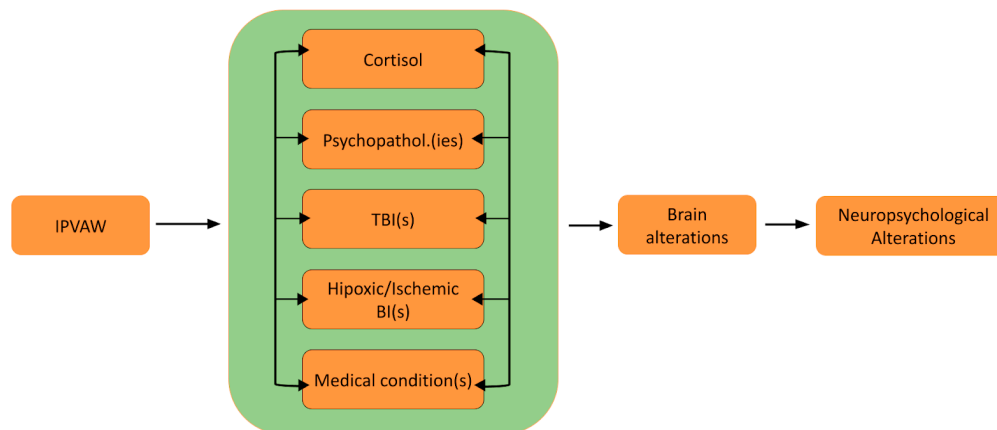 IPVAW
Cortisol
Psychopathol.(ies)
TBI(s)
Hipoxic/Ischemic
BI(s)
Medical condition(s)
Brain
alterations
Neuropsychological
Alterations